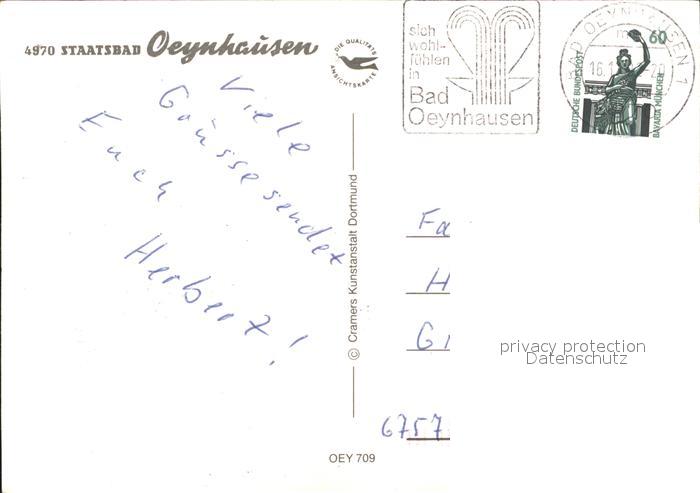 4970 STAATSBAD Oeynhausen
DIE QUALITÄTS
ANSICHTSKARTE
sich
wohl-
fühlen
in
Bad
Oeynhausen
BAD OEYNHAUSEN 1
60
DEUTSCHE BUNDESPOST
BAVARIA MÜNCHEN
Viele
Grüsse sendet
Euch
Herbert!
© Cramers Kunstanstalt Dortmund
Fa
H
G
privacy protection
Datenschutz
6757
OEY 709